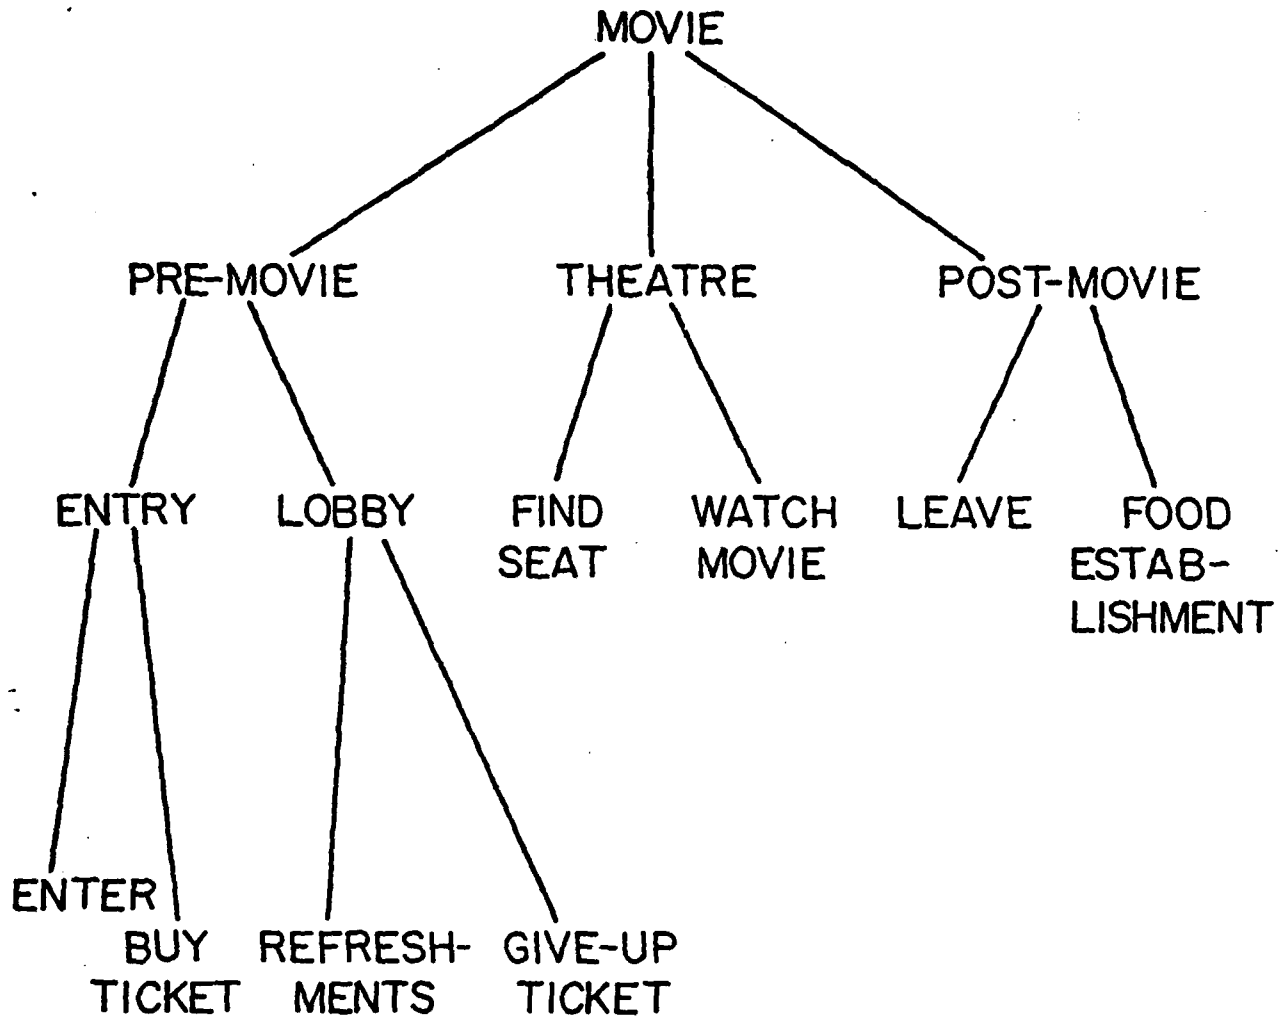 MOVIE
PRE-MOVIE
THEATRE
POST-MOVIE
ENTRY
LOBBY
FIND
SEAT
WATCH
MOVIE
LEAVE
FOOD
ESTAB-
LISHMENT
ENTER
BUY
TICKET
REFRESH-
MENTS
GIVE-UP
TICKET